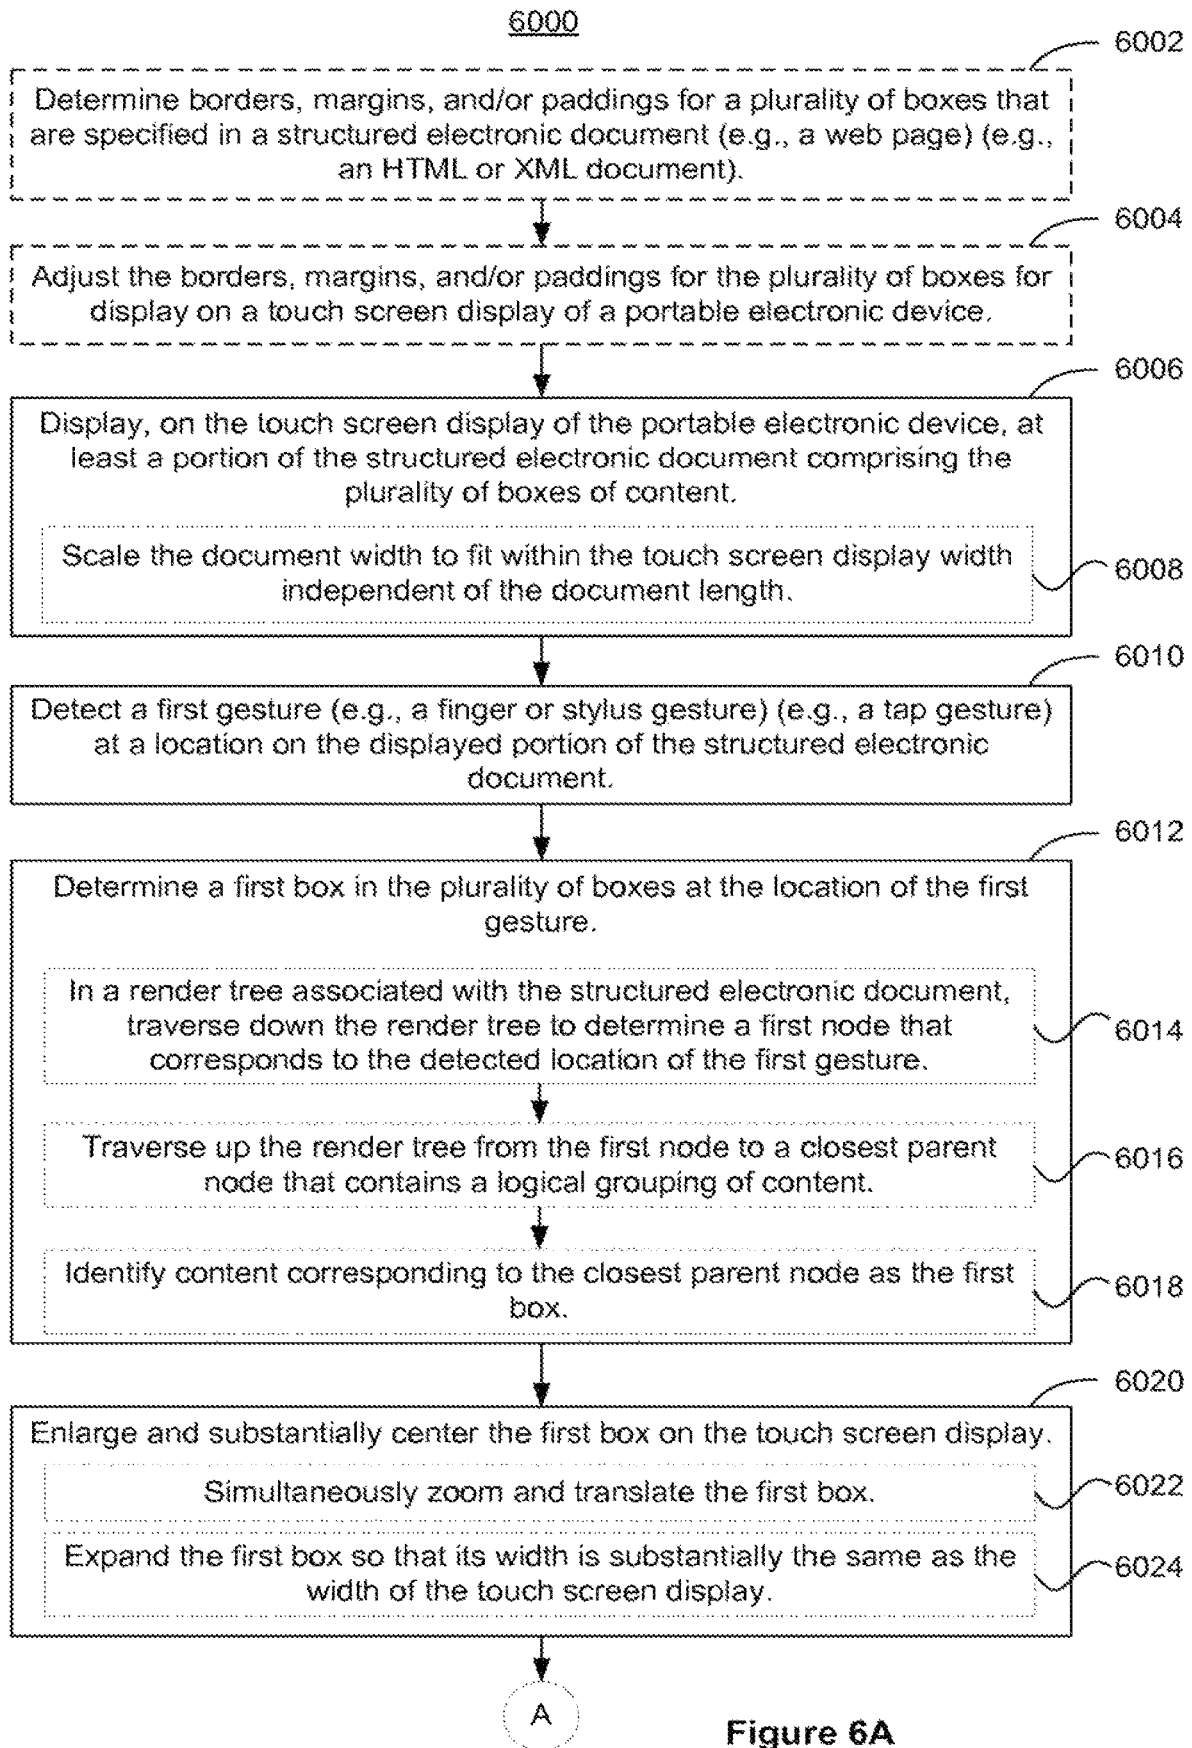 6000
6002
Determine borders, margins, and/or paddings for a plurality of boxes that
are specified in a structured electronic document (e.g., a web page) (e.g.,
an HTML or XML document).
6004
Adjust the borders, margins, and/or paddings for the plurality of boxes for
display on a touch screen display of a portable electronic device.
6006
Display, on the touch screen display of the portable electronic device, at
least a portion of the structured electronic document comprising the
plurality of boxes of content.
Scale the document width to fit within the touch screen display width
independent of the document length.
6008
6010
Detect a first gesture (e.g., a finger or stylus gesture) (e.g., a tap gesture)
at a location on the displayed portion of the structured electronic
document.
6012
Determine a first box in the plurality of boxes at the location of the first
gesture.
In a render tree associated with the structured electronic document,
traverse down the render tree to determine a first node that
corresponds to the detected location of the first gesture.
6014
Traverse up the render tree from the first node to a closest parent
node that contains a logical grouping of content.
6016
Identify content corresponding to the closest parent node as the first
box.
6018
6020
Enlarge and substantially center the first box on the touch screen display.
Simultaneously zoom and translate the first box.
6022
Expand the first box so that its width is substantially the same as the
width of the touch screen display.
6024
A
Figure 6A